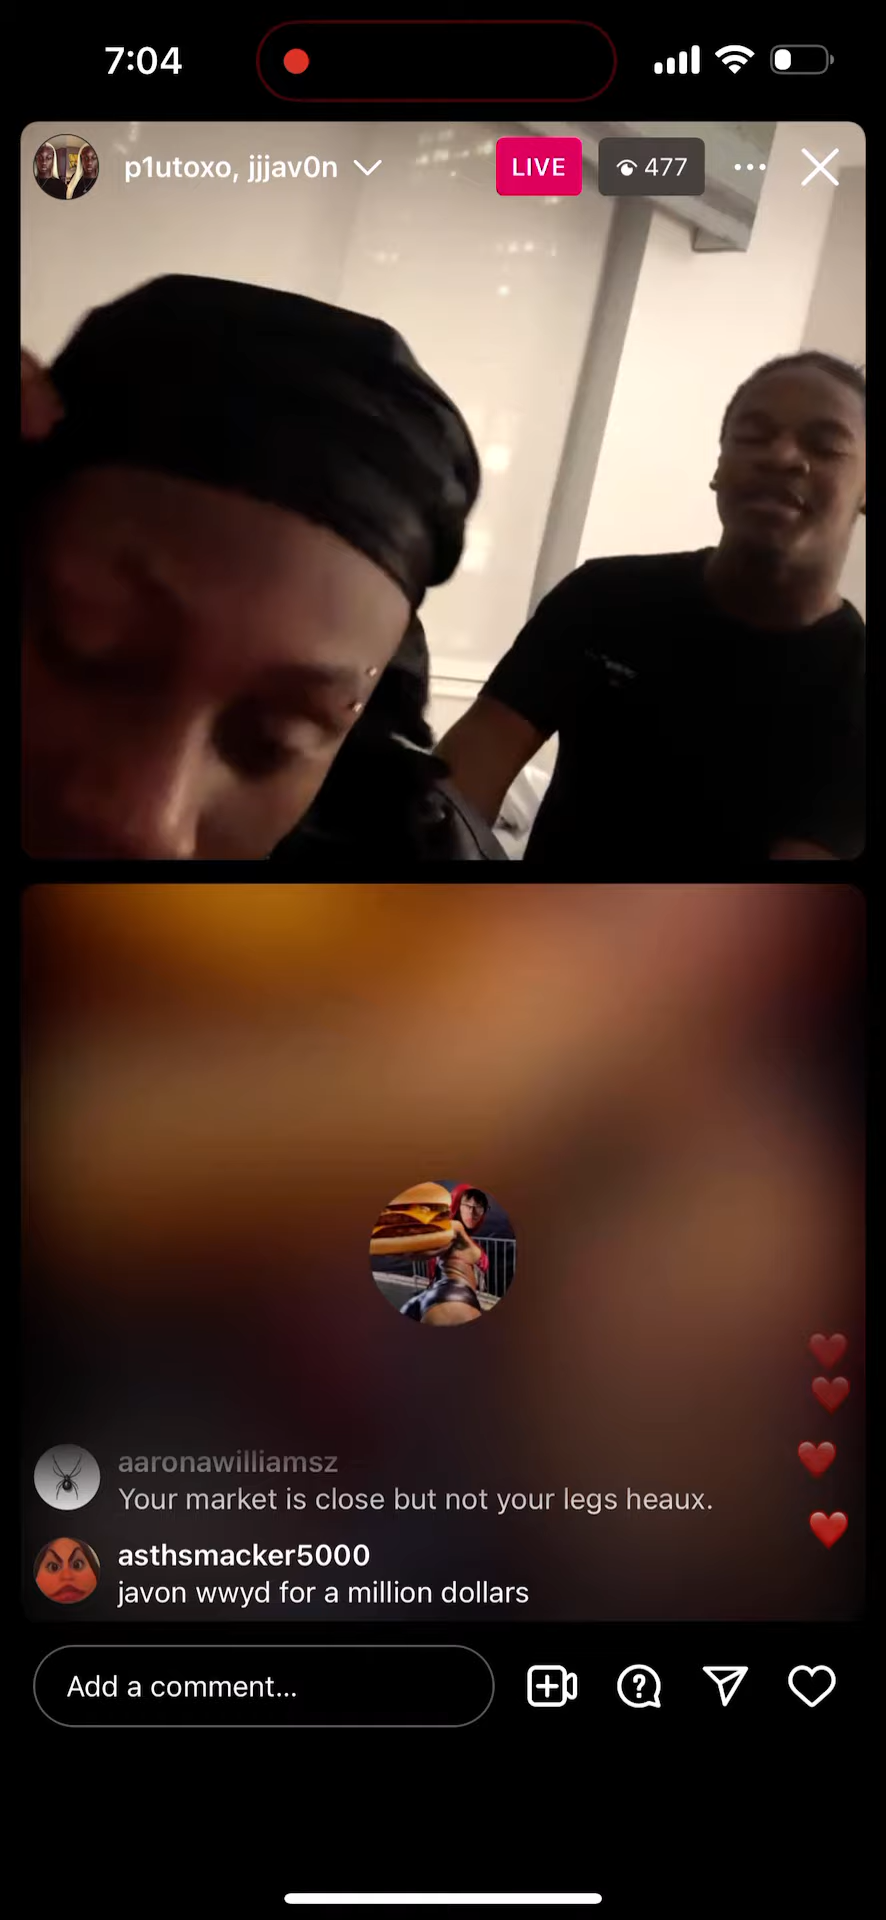 7:04
p1utoxo, jjjav0n
LIVE
477
aaronawilliamsz
Your market is close but not your legs heaux.
asthsmacker5000
javon wwyd for a million dollars
Add a comment...